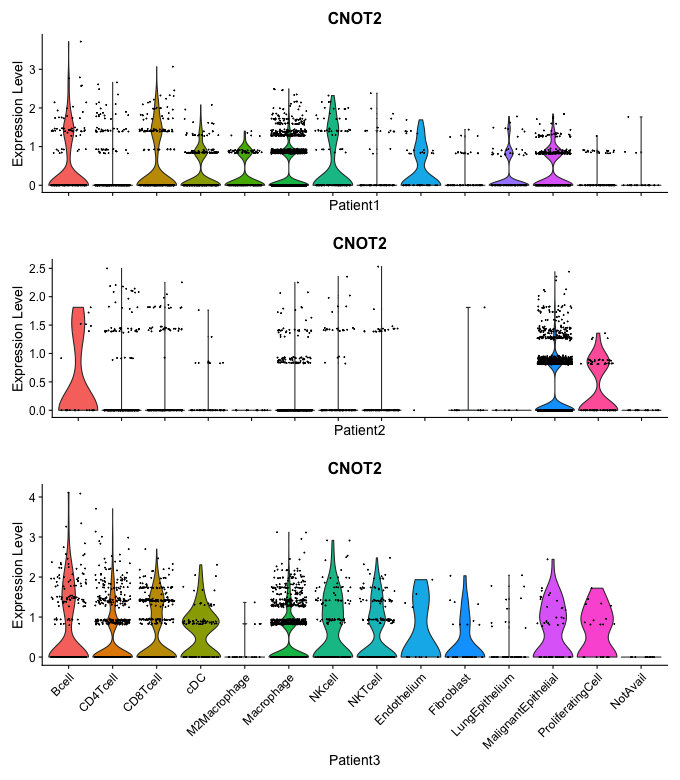 CNOT2
Expression Level
3
2
1
0
Patient1
CNOT2
Expression Level
2.5
2.0
1.5
1.0
0.5
0.0
Patient2
CNOT2
Expression Level
4
3
2
1
0
Bcell
CD4Tcell
CD8Tcell
cDC
M2Macrophage
Macrophage
NKcell
NKTcell
Endothelium
Fibroblast
LungEpithelium
MalignantEpithelial
ProliferatingCell
NotAvail
Patient3